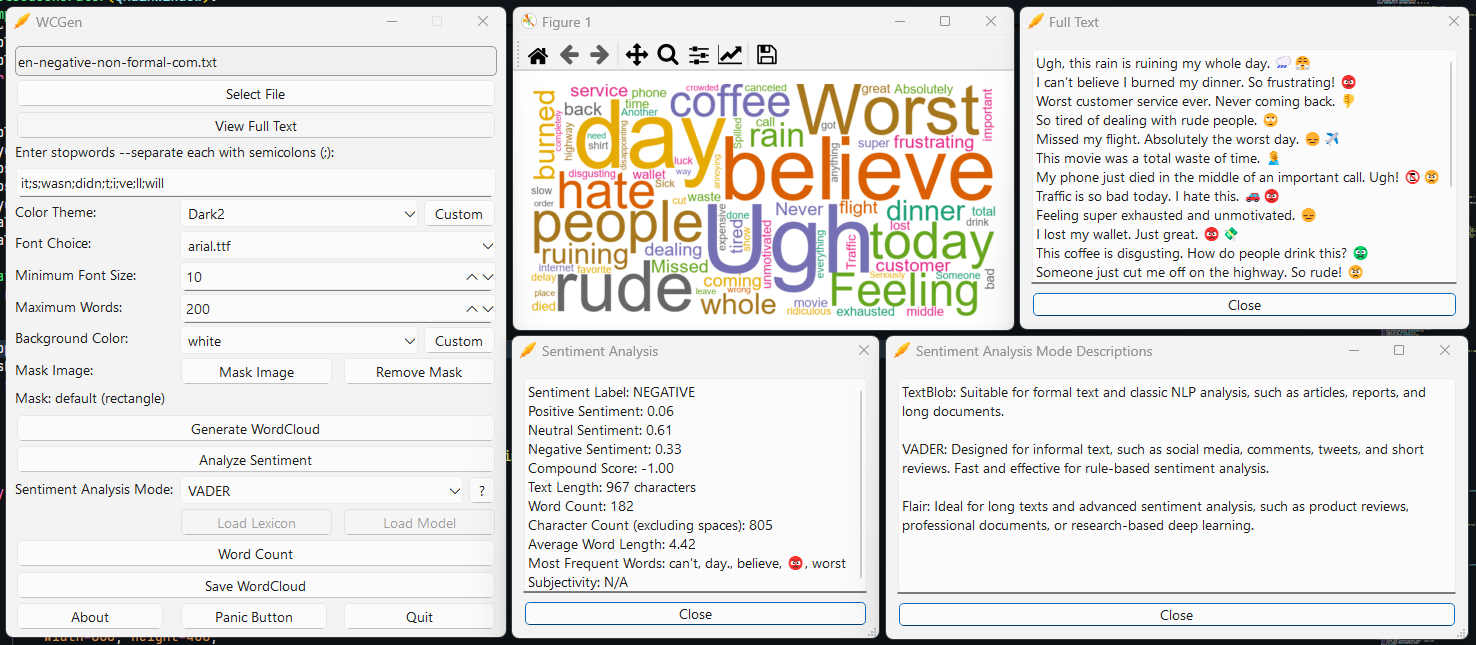 WCGen
en-negative-non-formal-com.txt
Select File
View Full Text
Enter stopwords --separate each with semicolons (;):
it;s;wasn;didn;t;i;ve;ll;will
Color Theme: Dark2 Custom
Font Choice: arial.ttf
Minimum Font Size: 10
Maximum Words: 200
Background Color: white Custom
Mask Image: Mask Image Remove Mask
Mask: default (rectangle)
Generate WordCloud
Analyze Sentiment
Sentiment Analysis Mode: VADER ?
Load Lexicon Load Model
Word Count
Save WordCloud
About Panic Button Quit
Figure 1
service
phone
crowded
canceled
great
Absolutely
back
time
Another
coffee
Worst
important
burned
completely
highway
day
need
shirt
disappointing
Spilled
call
rain
got
super
frustrating
believe
anything
luck
way
annoying
disgusting
wallet
Sick
hate
slow
order
cut
waste
Never
flight
dinner
total
people
expensive
done
tired
show
lost
drink
ruining
dealing
Ugh
unmotivated
everything
Traffic
today
customer
internet
favorite
Missed
Seriously
Someone
bad
delay
coming
place
died
rude
leave
wrong
whole
movie
ridiculous
Feeling
exhausted
middle
Full Text
Ugh, this rain is ruining my whole day. 🌧️ 😤
I can't believe I burned my dinner. So frustrating! 😡
Worst customer service ever. Never coming back. 👎
So tired of dealing with rude people. 🙄
Missed my flight. Absolutely the worst day. 😞 ✈️
This movie was a total waste of time. 🤦
My phone just died in the middle of an important call. Ugh! 📵 😠
Traffic is so bad today. I hate this. 🚗 😡
Feeling super exhausted and unmotivated. 😞
I lost my wallet. Just great. 😡 💸
This coffee is disgusting. How do people drink this? 🤢
Someone just cut me off on the highway. So rude! 😠
Close
Sentiment Analysis
Sentiment Label: NEGATIVE
Positive Sentiment: 0.06
Neutral Sentiment: 0.61
Negative Sentiment: 0.33
Compound Score: -1.00
Text Length: 967 characters
Word Count: 182
Character Count (excluding spaces): 805
Average Word Length: 4.42
Most Frequent Words: can't, day., believe, 😡, worst
Subjectivity: N/A
Close
Sentiment Analysis Mode Descriptions
TextBlob: Suitable for formal text and classic NLP analysis, such as articles, reports, and
long documents.
VADER: Designed for informal text, such as social media, comments, tweets, and short
reviews. Fast and effective for rule-based sentiment analysis.
Flair: Ideal for long texts and advanced sentiment analysis, such as product reviews,
professional documents, or research-based deep learning.
Close